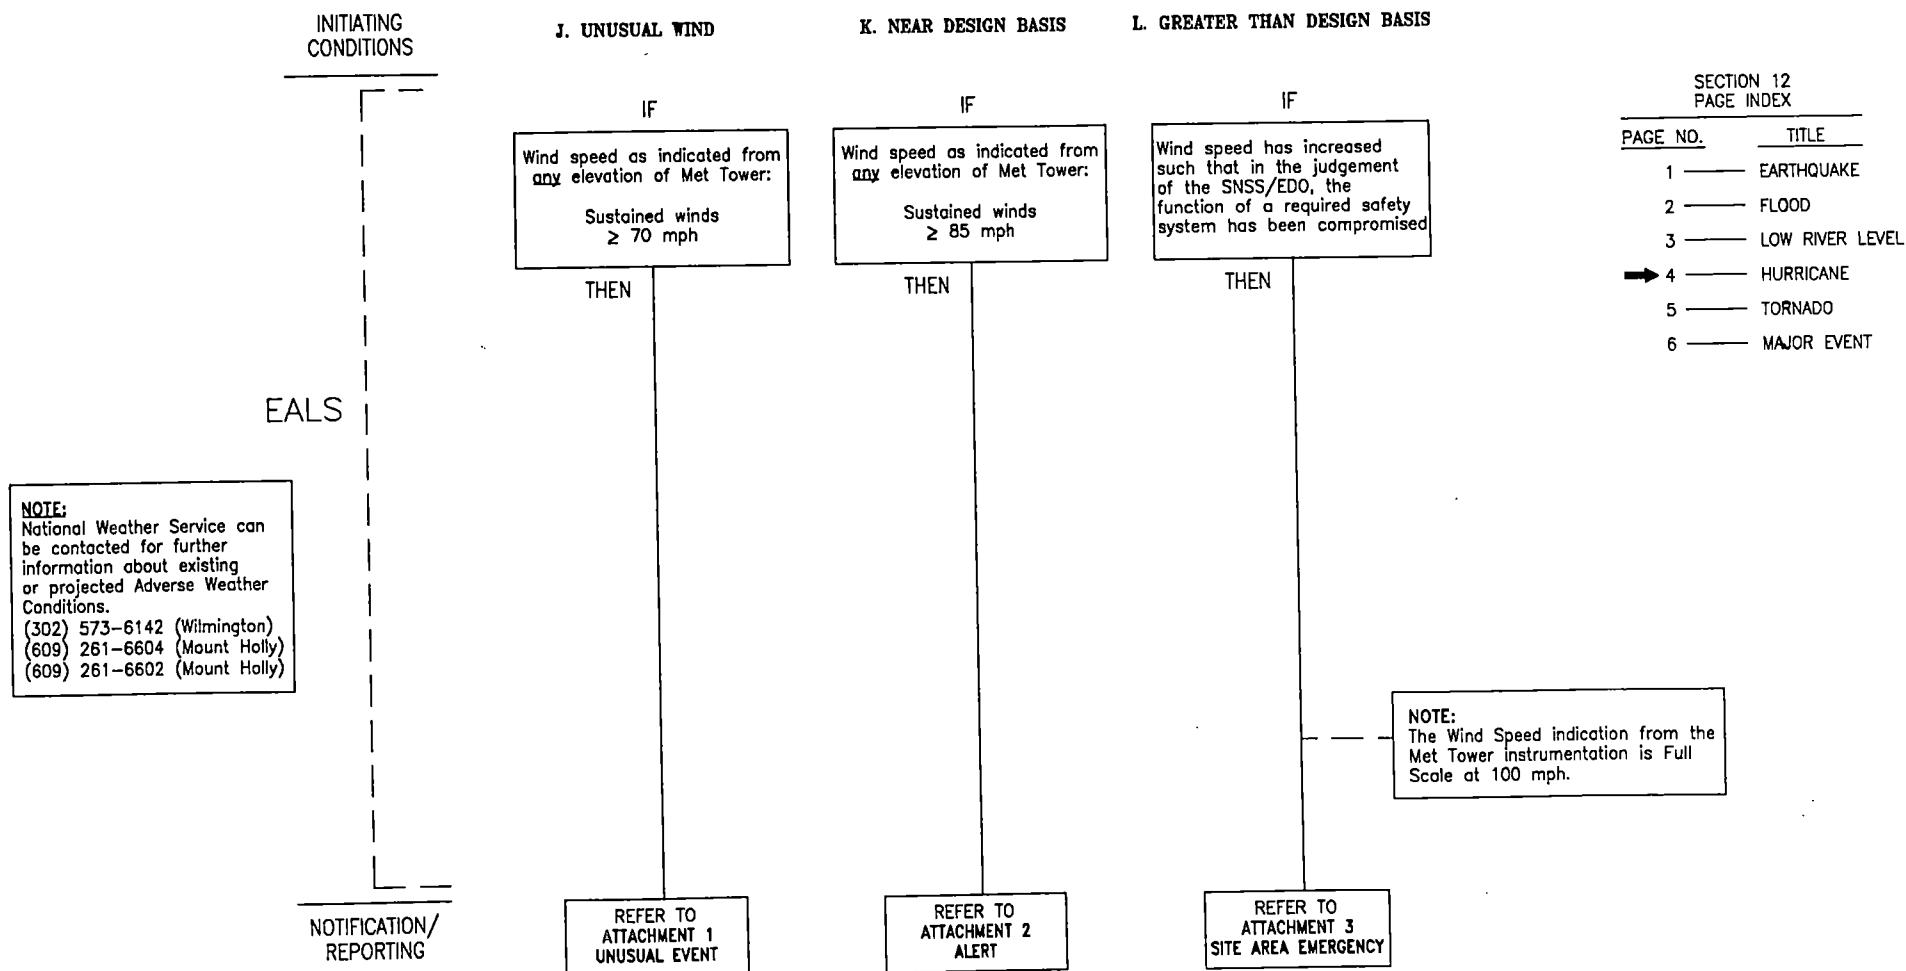 INITIATING
CONDITIONS
J. UNUSUAL WIND
K. NEAR DESIGN BASIS
L. GREATER THAN DESIGN BASIS
IF
Wind speed as indicated from
any elevation of Met Tower:
Sustained winds
≥ 70 mph
THEN
IF
Wind speed as indicated from
any elevation of Met Tower:
Sustained winds
≥ 85 mph
THEN
IF
Wind speed has increased
such that in the judgement
of the SNSS/EDO, the
function of a required safety
system has been compromised
THEN
SECTION 12
PAGE INDEX
PAGE NO. TITLE
1 EARTHQUAKE
2 FLOOD
3 LOW RIVER LEVEL
4 HURRICANE
5 TORNADO
6 MAJOR EVENT
EALS
NOTE:
National Weather Service can
be contacted for further
information about existing
or projected Adverse Weather
Conditions.
(302) 573-6142 (Wilmington)
(609) 261-6604 (Mount Holly)
(609) 261-6602 (Mount Holly)
NOTE:
The Wind Speed indication from the
Met Tower instrumentation is Full
Scale at 100 mph.
NOTIFICATION/
REPORTING
REFER TO
ATTACHMENT 1
UNUSUAL EVENT
REFER TO
ATTACHMENT 2
ALERT
REFER TO
ATTACHMENT 3
SITE AREA EMERGENCY